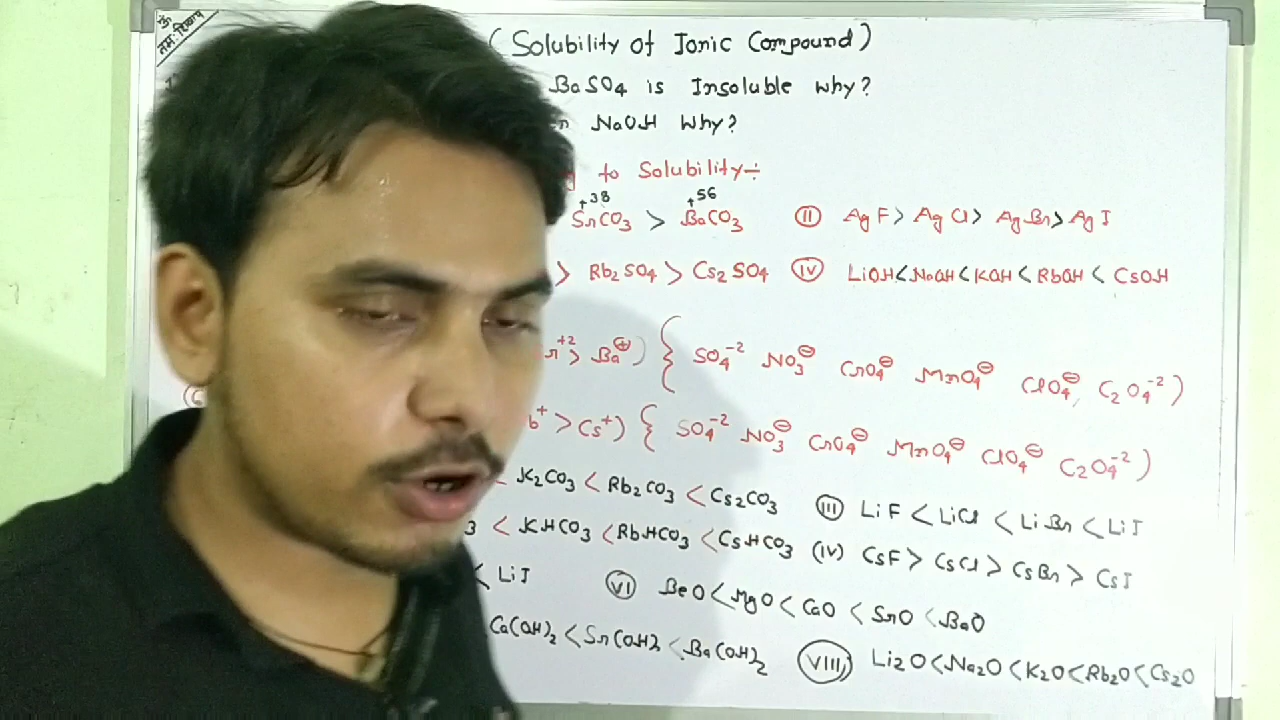 ॐ
नमः शिवाय
(Solubility of Ionic Compound)
BaSO4 is Insoluble why?
NaOH Why?
to Solubility÷
+38 +56
SrCO3 > BaCO3 (II) AgF > AgCl > AgBr > AgI
> Rb2SO4 > Cs2SO4 (IV) LiOH < NaOH < KOH < RbOH < CsOH
+2 > Ba⊕) { SO4-2 NO3⊖ CrO4⊖ MnO4⊖ ClO4⊖, C2O4-2 )
b+ > Cs+) { SO4-2 NO3⊖ CrO4⊖ MnO4⊖ ClO4⊖ C2O4-2 )
< K2CO3 < Rb2CO3 < Cs2CO3 (III) LiF < LiCl < LiBr < LiI
3 < KHCO3 < RbHCO3 < CsHCO3 (IV) CsF > CsCl > CsBr > CsI
< LiI (VI) BeO < MgO < CaO < SrO < BaO
Ca(OH)2 < Sr(OH)2 < Ba(OH)2 (VIII) Li2O < Na2O < K2O < Rb2O < Cs2O